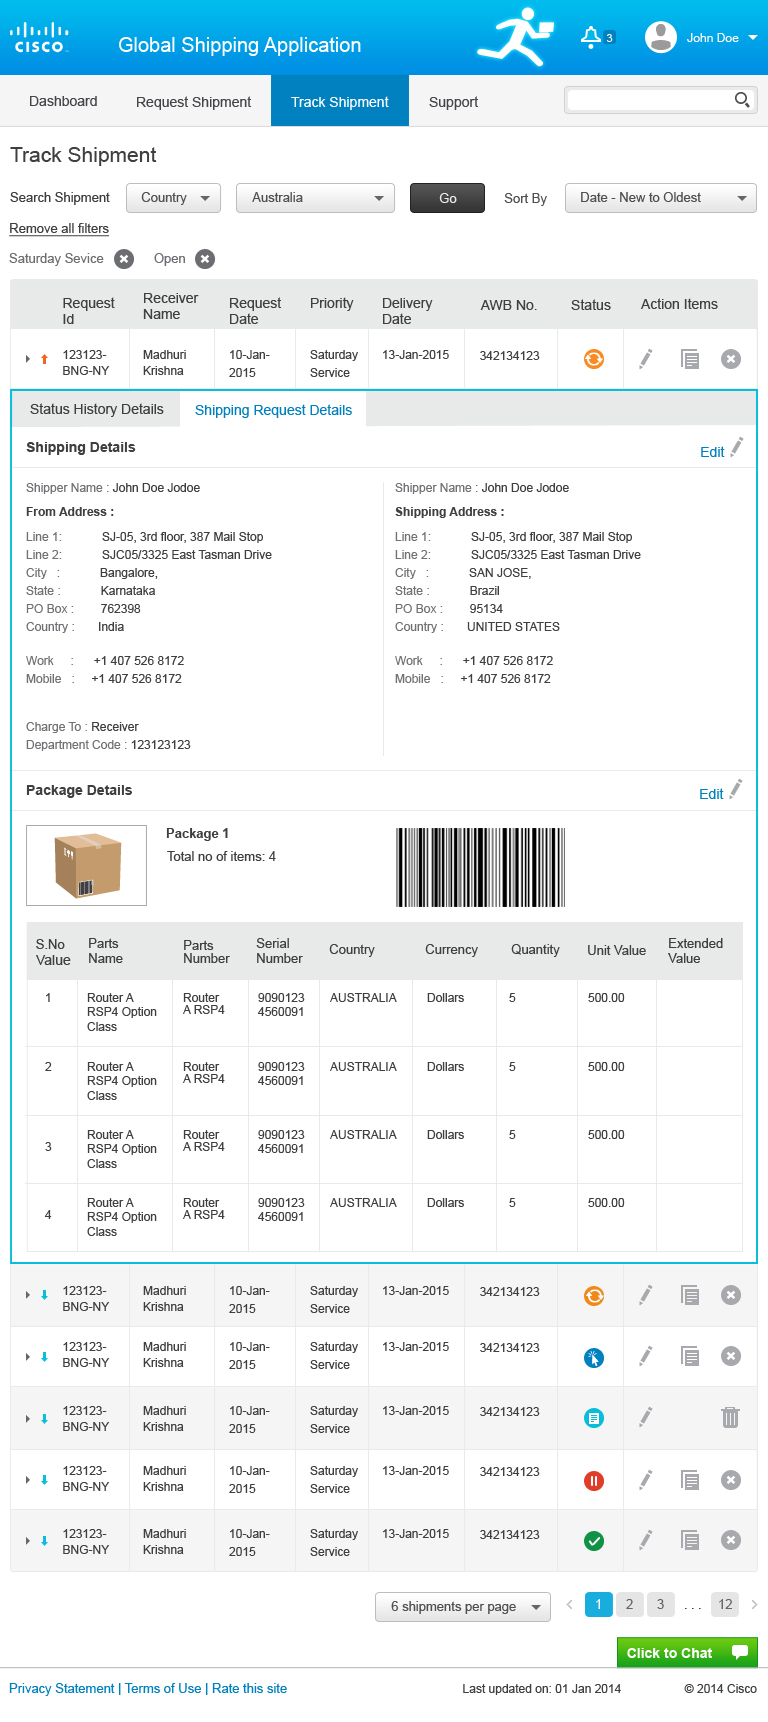 cisco
Global Shipping Application
3
John Doe
Dashboard
Request Shipment
Track Shipment
Support
Track Shipment
Search Shipment
Country
Australia
Go
Sort By
Date - New to Oldest
Remove all filters
Saturday Sevice
Open
Request Id
Receiver Name
Request Date
Priority
Delivery Date
AWB No.
Status
Action Items
123123-BNG-NY Madhuri Krishna 10-Jan-2015 Saturday Service 13-Jan-2015 342134123
Status History Details
Shipping Request Details
Shipping Details
Edit
Shipper Name : John Doe Jodoe
From Address :
Line 1: SJ-05, 3rd floor, 387 Mail Stop
Line 2: SJC05/3325 East Tasman Drive
City : Bangalore,
State : Karnataka
PO Box : 762398
Country : India
Work : +1 407 526 8172
Mobile : +1 407 526 8172
Charge To : Receiver
Department Code : 123123123
Shipper Name : John Doe Jodoe
Shipping Address :
Line 1: SJ-05, 3rd floor, 387 Mail Stop
Line 2: SJC05/3325 East Tasman Drive
City : SAN JOSE,
State : Brazil
PO Box : 95134
Country : UNITED STATES
Work : +1 407 526 8172
Mobile : +1 407 526 8172
Package Details
Edit
Package 1
Total no of items: 4
S.No Value
Parts Name
Parts Number
Serial Number
Country
Currency
Quantity
Unit Value
Extended Value
1 Router A RSP4 Option Class Router A RSP4 9090123 4560091 AUSTRALIA Dollars 5 500.00
2 Router A RSP4 Option Class Router A RSP4 9090123 4560091 AUSTRALIA Dollars 5 500.00
3 Router A RSP4 Option Class Router A RSP4 9090123 4560091 AUSTRALIA Dollars 5 500.00
4 Router A RSP4 Option Class Router A RSP4 9090123 4560091 AUSTRALIA Dollars 5 500.00
123123-BNG-NY Madhuri Krishna 10-Jan-2015 Saturday Service 13-Jan-2015 342134123
123123-BNG-NY Madhuri Krishna 10-Jan-2015 Saturday Service 13-Jan-2015 342134123
123123-BNG-NY Madhuri Krishna 10-Jan-2015 Saturday Service 13-Jan-2015 342134123
123123-BNG-NY Madhuri Krishna 10-Jan-2015 Saturday Service 13-Jan-2015 342134123
123123-BNG-NY Madhuri Krishna 10-Jan-2015 Saturday Service 13-Jan-2015 342134123
6 shipments per page
1 2 3 ... 12
Click to Chat
Privacy Statement | Terms of Use | Rate this site
Last updated on: 01 Jan 2014
© 2014 Cisco